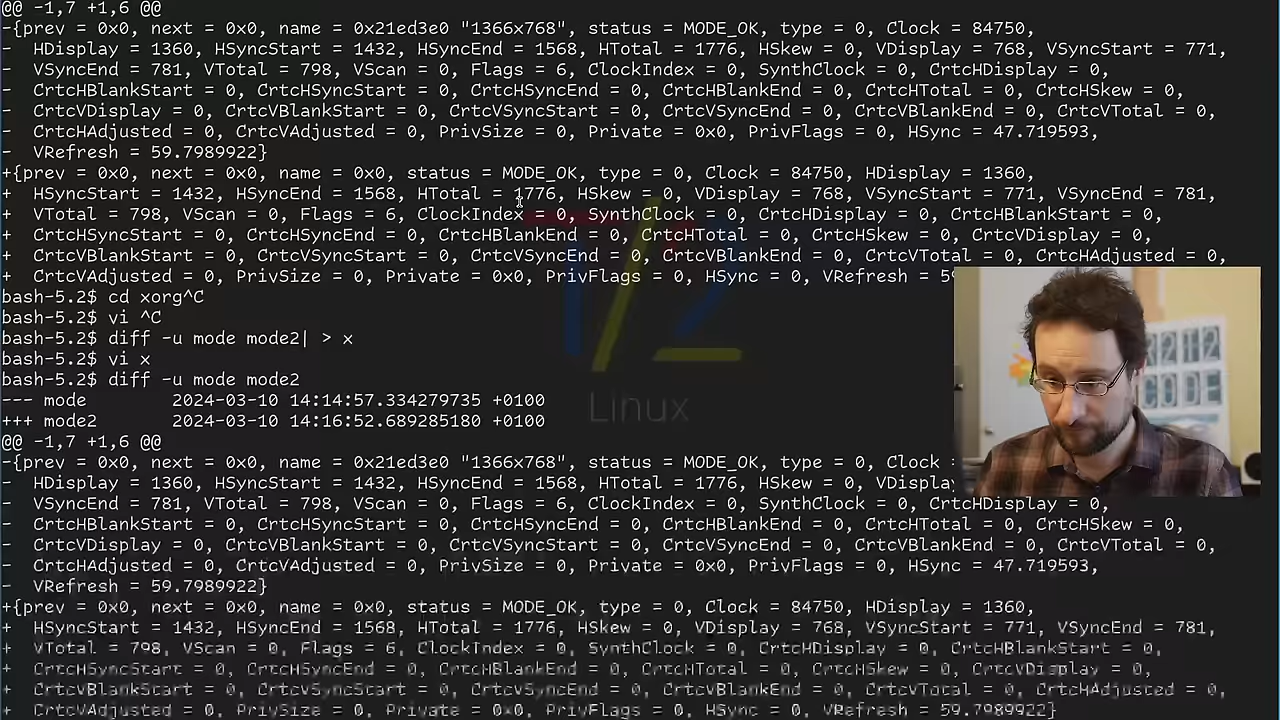 @@ -1,7 +1,6 @@
-{prev = 0x0, next = 0x0, name = 0x21ed3e0 "1366x768", status = MODE_OK, type = 0, Clock = 84750,
-  HDisplay = 1360, HSyncStart = 1432, HSyncEnd = 1568, HTotal = 1776, HSkew = 0, VDisplay = 768, VSyncStart = 771,
-  VSyncEnd = 781, VTotal = 798, VScan = 0, Flags = 6, ClockIndex = 0, SynthClock = 0, CrtcHDisplay = 0,
-  CrtcHBlankStart = 0, CrtcHSyncStart = 0, CrtcHSyncEnd = 0, CrtcHBlankEnd = 0, CrtcHTotal = 0, CrtcHSkew = 0,
-  CrtcVDisplay = 0, CrtcVBlankStart = 0, CrtcVSyncStart = 0, CrtcVSyncEnd = 0, CrtcVBlankEnd = 0, CrtcVTotal = 0,
-  CrtcHAdjusted = 0, CrtcVAdjusted = 0, PrivSize = 0, Private = 0x0, PrivFlags = 0, HSync = 47.719593,
-  VRefresh = 59.7989922}
+{prev = 0x0, next = 0x0, name = 0x0, status = MODE_OK, type = 0, Clock = 84750, HDisplay = 1360,
+  HSyncStart = 1432, HSyncEnd = 1568, HTotal = 1776, HSkew = 0, VDisplay = 768, VSyncStart = 771, VSyncEnd = 781,
+  VTotal = 798, VScan = 0, Flags = 6, ClockIndex = 0, SynthClock = 0, CrtcHDisplay = 0, CrtcHBlankStart = 0,
+  CrtcHSyncStart = 0, CrtcHSyncEnd = 0, CrtcHBlankEnd = 0, CrtcHTotal = 0, CrtcHSkew = 0, CrtcVDisplay = 0,
+  CrtcVBlankStart = 0, CrtcVSyncStart = 0, CrtcVSyncEnd = 0, CrtcVBlankEnd = 0, CrtcVTotal = 0, CrtcHAdjusted = 0,
+  CrtcVAdjusted = 0, PrivSize = 0, Private = 0x0, PrivFlags = 0, HSync = 0, VRefresh =
bash-5.2$ cd xorg^C
bash-5.2$ vi ^C
bash-5.2$ diff -u mode mode2| > x
bash-5.2$ vi x
bash-5.2$ diff -u mode mode2
--- mode        2024-03-10 14:14:57.334279735 +0100
+++ mode2       2024-03-10 14:16:52.689285180 +0100
@@ -1,7 +1,6 @@
-{prev = 0x0, next = 0x0, name = 0x21ed3e0 "1366x768", status = MODE_OK, type = 0, Clock =
-  HDisplay = 1360, HSyncStart = 1432, HSyncEnd = 1568, HTotal = 1776, HSkew = 0,
-  VSyncEnd = 781, VTotal = 798, VScan = 0, Flags = 6, ClockIndex = 0, SynthClock = 0, CrtcHDisplay = 0,
-  CrtcHBlankStart = 0, CrtcHSyncStart = 0, CrtcHSyncEnd = 0, CrtcHBlankEnd = 0, CrtcHTotal = 0, CrtcHSkew = 0,
-  CrtcVDisplay = 0, CrtcVBlankStart = 0, CrtcVSyncStart = 0, CrtcVSyncEnd = 0, CrtcVBlankEnd = 0, CrtcVTotal = 0,
-  CrtcHAdjusted = 0, CrtcVAdjusted = 0, PrivSize = 0, Private = 0x0, PrivFlags = 0, HSync = 47.719593,
-  VRefresh = 59.7989922}
+{prev = 0x0, next = 0x0, name = 0x0, status = MODE_OK, type = 0, Clock = 84750, HDisplay = 1360,
+  HSyncStart = 1432, HSyncEnd = 1568, HTotal = 1776, HSkew = 0, VDisplay = 768, VSyncStart = 771, VSyncEnd = 781,
+  VTotal = 798, VScan = 0, Flags = 6, ClockIndex = 0, SynthClock = 0, CrtcHDisplay = 0, CrtcHBlankStart = 0,
+  CrtcHSyncStart = 0, CrtcHSyncEnd = 0, CrtcHBlankEnd = 0, CrtcHTotal = 0, CrtcHSkew = 0, CrtcVDisplay = 0,
+  CrtcVBlankStart = 0, CrtcVSyncStart = 0, CrtcVSyncEnd = 0, CrtcVBlankEnd = 0, CrtcVTotal = 0, CrtcHAdjusted = 0,
+  CrtcVAdjusted = 0, PrivSize = 0, Private = 0x0, PrivFlags = 0, HSync = 0, VRefresh = 59.7989922}
T/2
Linux